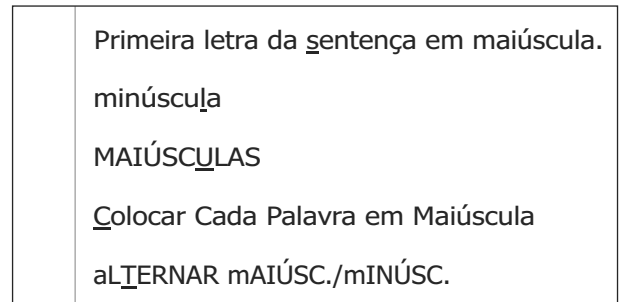 Primeira letra da sentença em maiúscula.
minúscula
MAIÚSCULAS
Colocar Cada Palavra em Maiúscula
aLTERNAR mAIÚSC./mINÚSC.